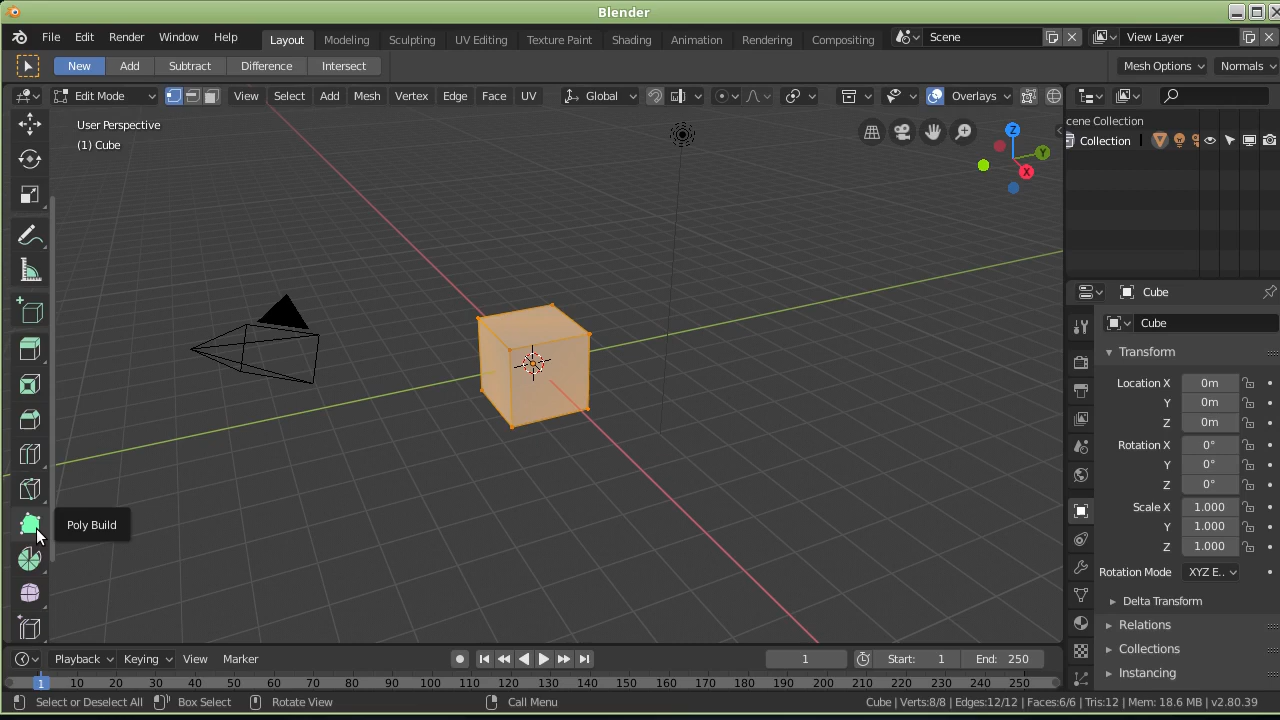 Blender
File Edit Render Window Help Layout Modeling Sculpting UV Editing Texture Paint Shading Animation Rendering Compositing Scene View Layer
New Add Subtract Difference Intersect Mesh Options Normals
Edit Mode View Select Add Mesh Vertex Edge Face UV Global Overlays
User Perspective
(1) Cube
Z
Y
X
cene Collection
Collection
Cube
Cube
Transform
Location X 0m
Y 0m
Z 0m
Rotation X 0°
Y 0°
Z 0°
Scale X 1.000
Y 1.000
Z 1.000
Rotation Mode XYZ E..
Delta Transform
Relations
Collections
Instancing
Poly Build
Playback Keying View Marker 1 Start: 1 End: 250
1 10 20 30 40 50 60 70 80 90 100 110 120 130 140 150 160 170 180 190 200 210 220 230 240 250
Select or Deselect All Box Select Rotate View Call Menu Cube | Verts:8/8 | Edges:12/12 | Faces:6/6 | Tris:12 | Mem: 18.6 MB | v2.80.39